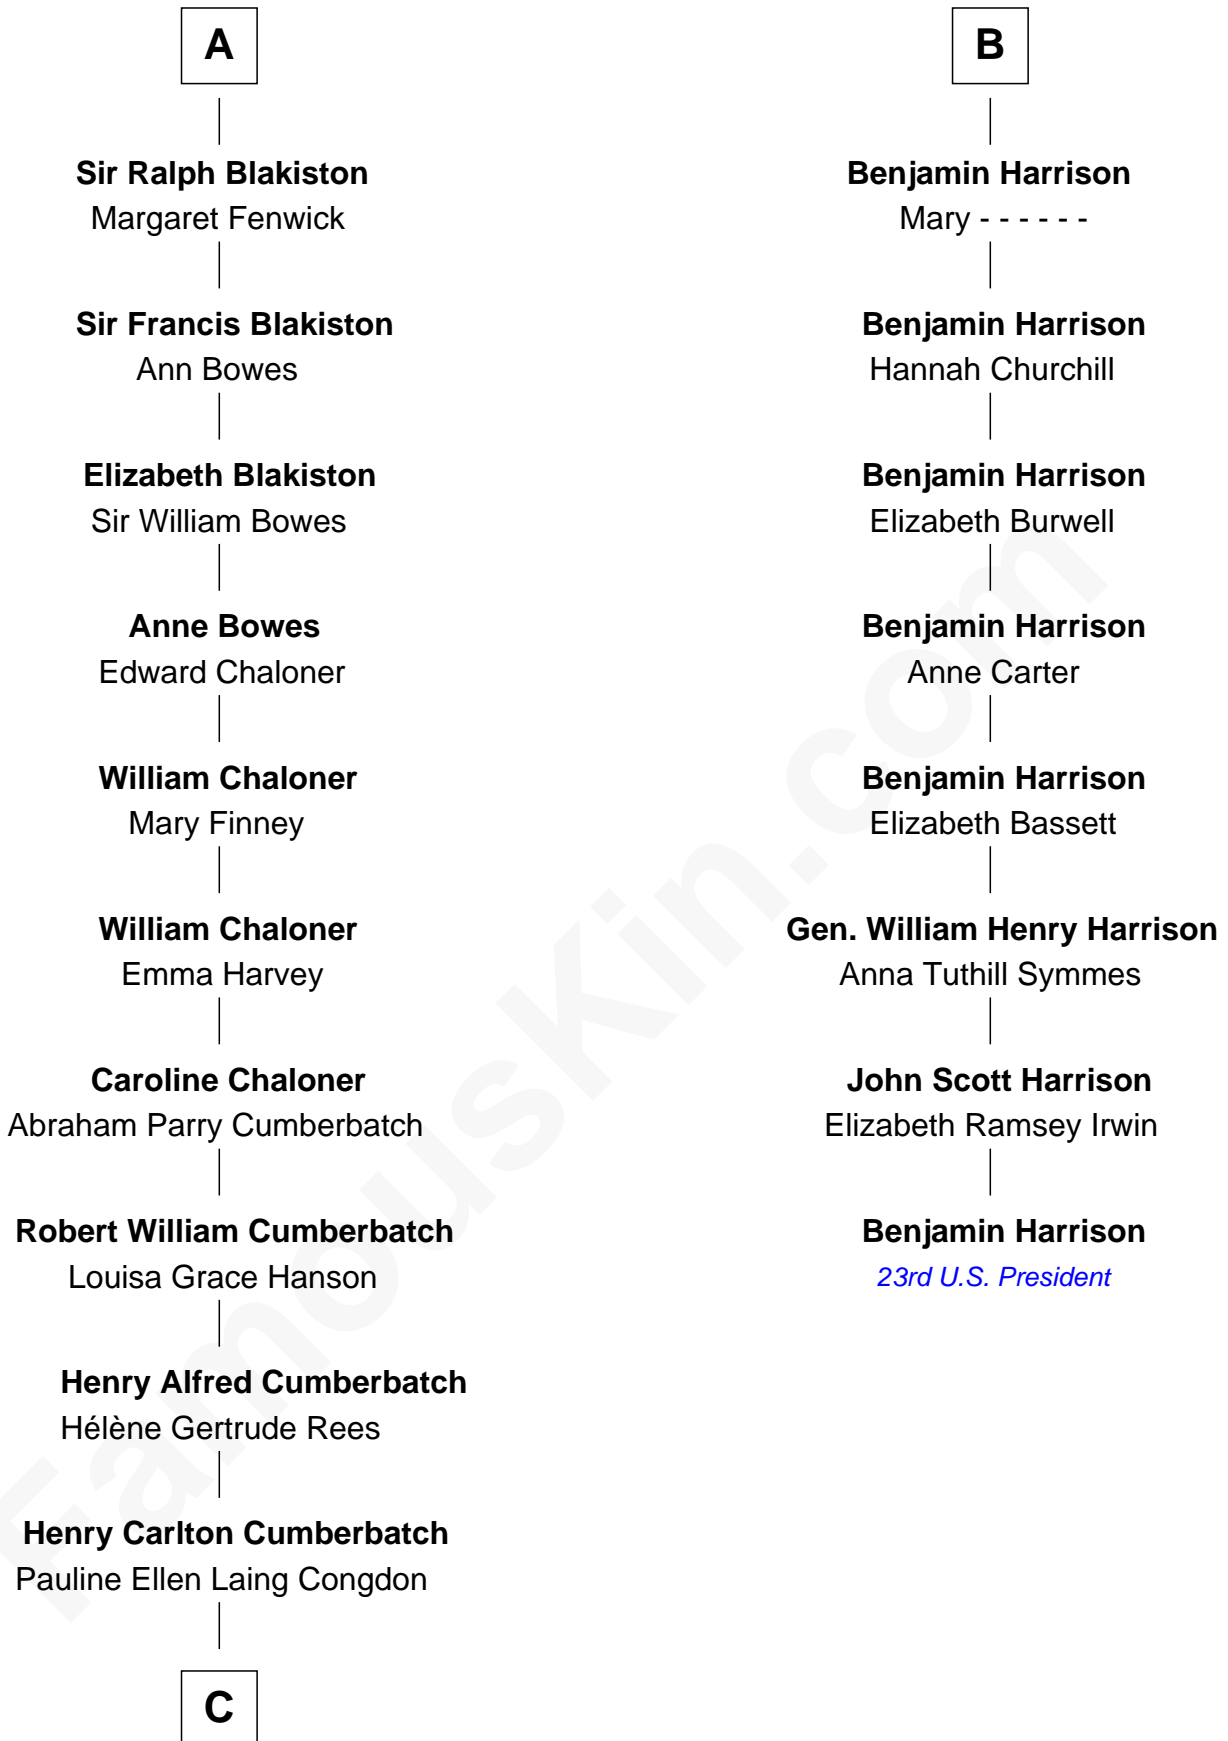 A
Sir Ralph Blakiston
Margaret Fenwick
Sir Francis Blakiston
Ann Bowes
Elizabeth Blakiston
Sir William Bowes
Anne Bowes
Edward Chaloner
William Chaloner
Mary Finney
William Chaloner
Emma Harvey
Caroline Chaloner
Abraham Parry Cumberbatch
Robert William Cumberbatch
Louisa Grace Hanson
Henry Alfred Cumberbatch
Hélène Gertrude Rees
Henry Carlton Cumberbatch
Pauline Ellen Laing Congdon
C
B
Benjamin Harrison
Mary - - - - - -
Benjamin Harrison
Hannah Churchill
Benjamin Harrison
Elizabeth Burwell
Benjamin Harrison
Anne Carter
Benjamin Harrison
Elizabeth Bassett
Gen. William Henry Harrison
Anna Tuthill Symmes
John Scott Harrison
Elizabeth Ramsey Irwin
Benjamin Harrison
23rd U.S. President
FamousKin.com